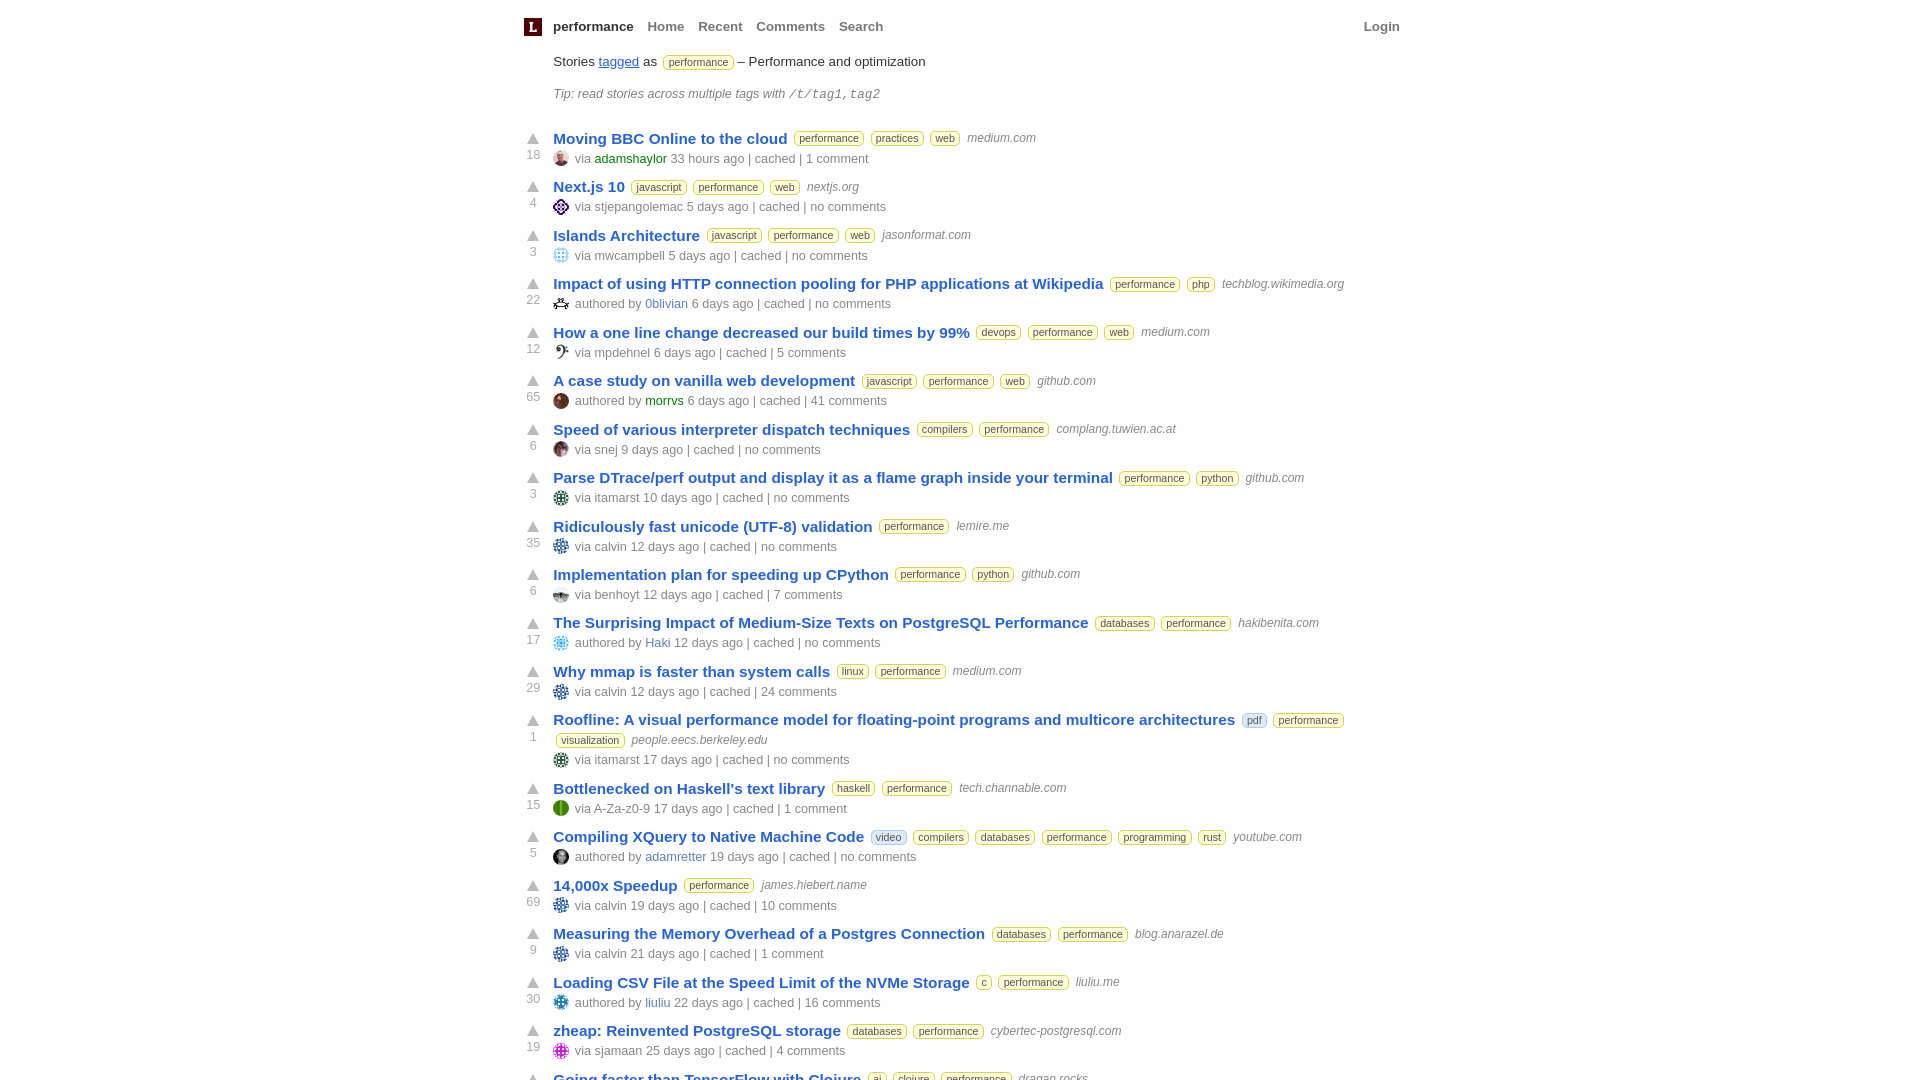 L performance Home Recent Comments Search Login
Stories tagged as performance – Performance and optimization
Tip: read stories across multiple tags with /t/tag1,tag2
Moving BBC Online to the cloud performance practices web medium.com
18 via adamshaylor 33 hours ago | cached | 1 comment
Next.js 10 javascript performance web nextjs.org
4 via stjepangolemac 5 days ago | cached | no comments
Islands Architecture javascript performance web jasonformat.com
3 via mwcampbell 5 days ago | cached | no comments
Impact of using HTTP connection pooling for PHP applications at Wikipedia performance php techblog.wikimedia.org
22 authored by 0blivian 6 days ago | cached | no comments
How a one line change decreased our build times by 99% devops performance web medium.com
12 via mpdehnel 6 days ago | cached | 5 comments
A case study on vanilla web development javascript performance web github.com
65 authored by morrvs 6 days ago | cached | 41 comments
Speed of various interpreter dispatch techniques compilers performance complang.tuwien.ac.at
6 via snej 9 days ago | cached | no comments
Parse DTrace/perf output and display it as a flame graph inside your terminal performance python github.com
3 via itamarst 10 days ago | cached | no comments
Ridiculously fast unicode (UTF-8) validation performance lemire.me
35 via calvin 12 days ago | cached | no comments
Implementation plan for speeding up CPython performance python github.com
6 via benhoyt 12 days ago | cached | 7 comments
The Surprising Impact of Medium-Size Texts on PostgreSQL Performance databases performance hakibenita.com
17 authored by Haki 12 days ago | cached | no comments
Why mmap is faster than system calls linux performance medium.com
29 via calvin 12 days ago | cached | 24 comments
Roofline: A visual performance model for floating-point programs and multicore architectures pdf performance
1 visualization people.eecs.berkeley.edu
via itamarst 17 days ago | cached | no comments
Bottlenecked on Haskell's text library haskell performance tech.channable.com
15 via A-Za-z0-9 17 days ago | cached | 1 comment
Compiling XQuery to Native Machine Code video compilers databases performance programming rust youtube.com
5 authored by adamretter 19 days ago | cached | no comments
14,000x Speedup performance james.hiebert.name
69 via calvin 19 days ago | cached | 10 comments
Measuring the Memory Overhead of a Postgres Connection databases performance blog.anarazel.de
9 via calvin 21 days ago | cached | 1 comment
Loading CSV File at the Speed Limit of the NVMe Storage c performance liuliu.me
30 authored by liuliu 22 days ago | cached | 16 comments
zheap: Reinvented PostgreSQL storage databases performance cybertec-postgresql.com
19 via sjamaan 25 days ago | cached | 4 comments
Going faster than TensorFlow with Clojure ai clojure performance dragan.rocks